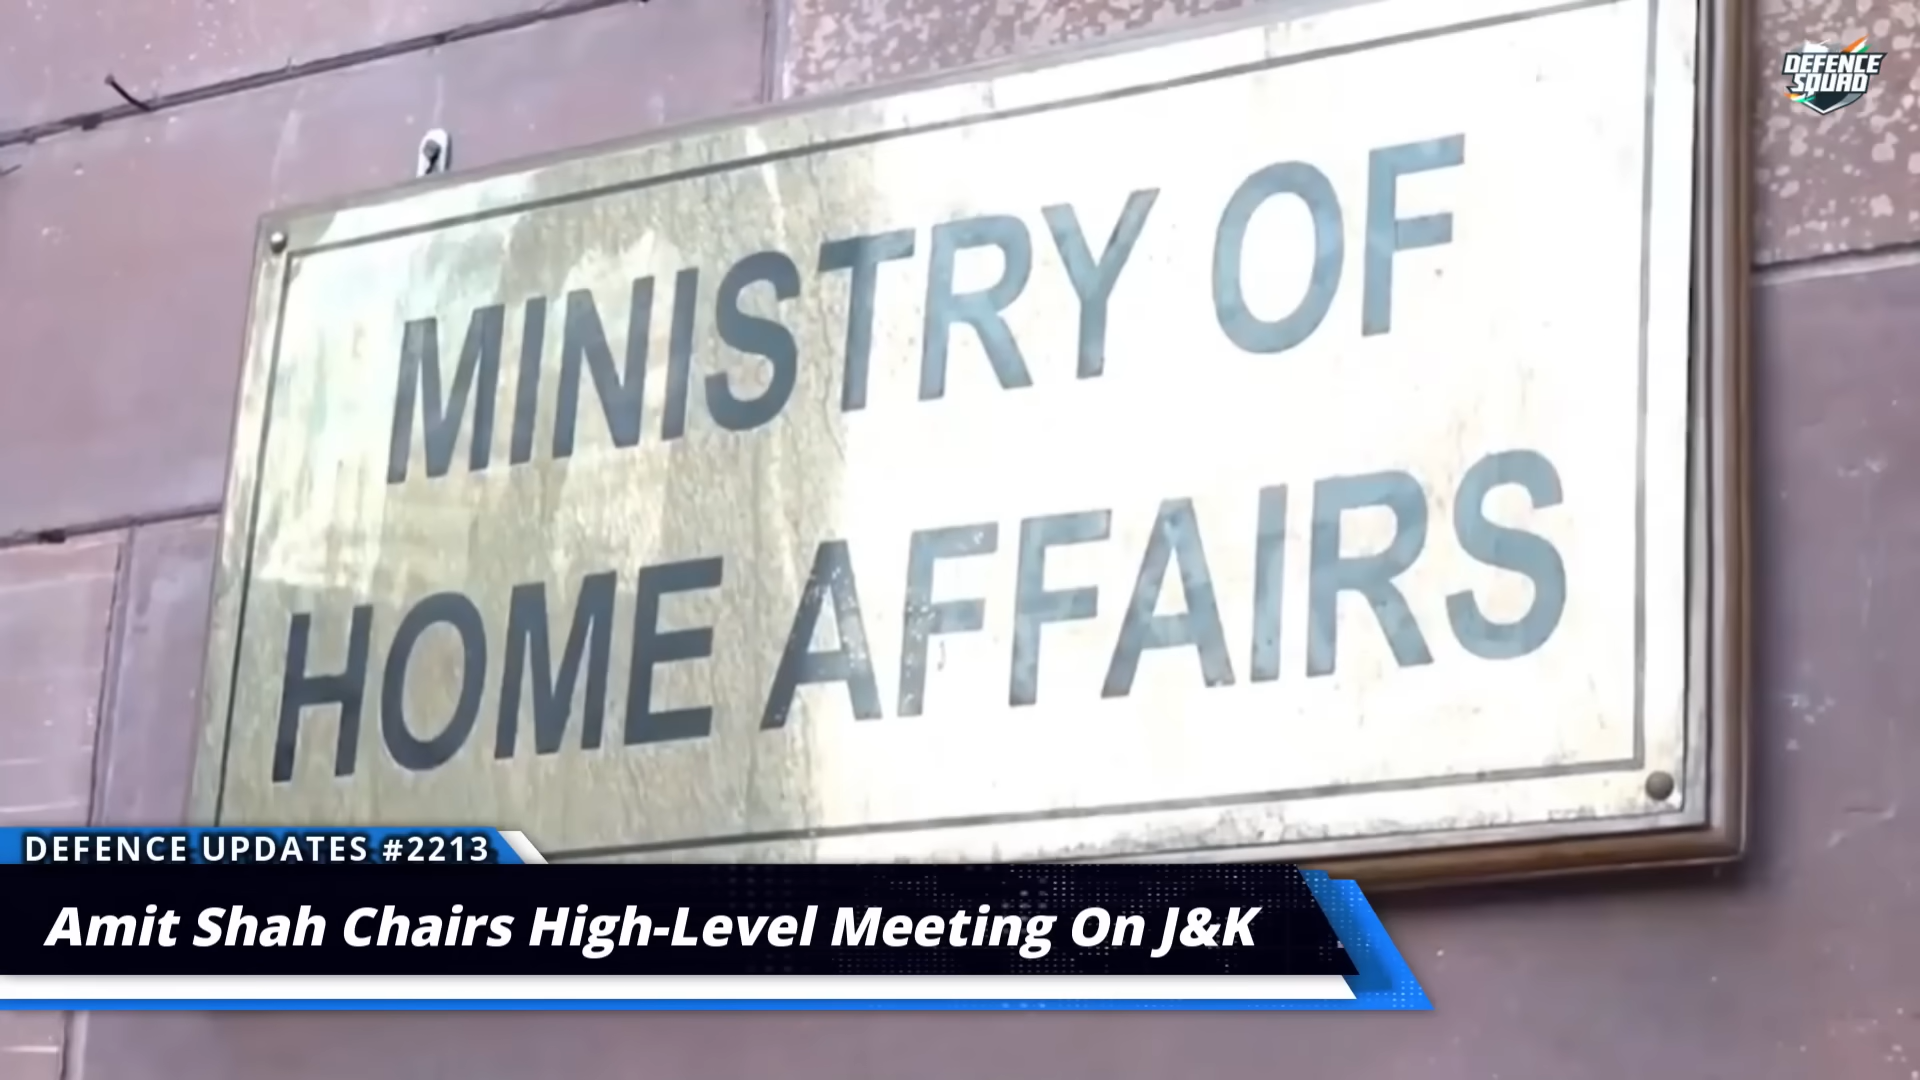 DEFENCE
SQUAD
MINISTRY OF
HOME AFFAIRS
DEFENCE UPDATES #2213
Amit Shah Chairs High-Level Meeting On J&K